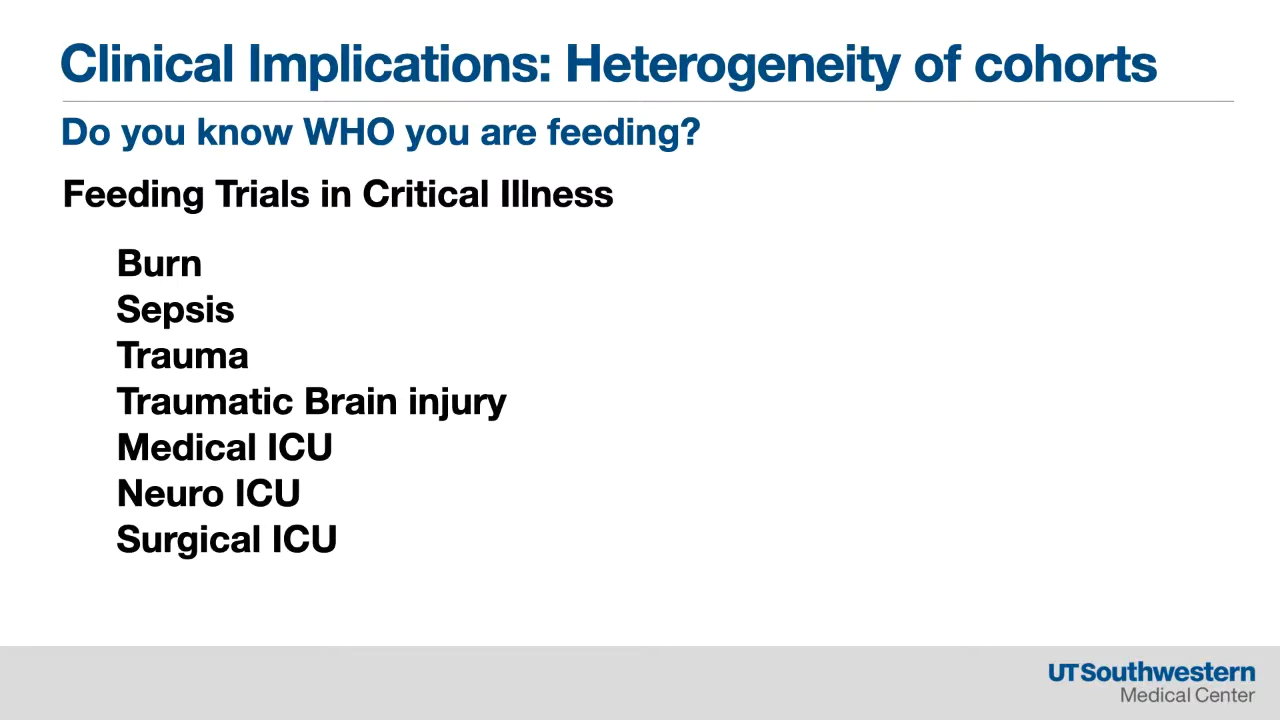 Clinical Implications: Heterogeneity of cohorts
Do you know WHO you are feeding?
Feeding Trials in Critical Illness
Burn
Sepsis
Trauma
Traumatic Brain injury
Medical ICU
Neuro ICU
Surgical ICU
UTSouthwestern
Medical Center